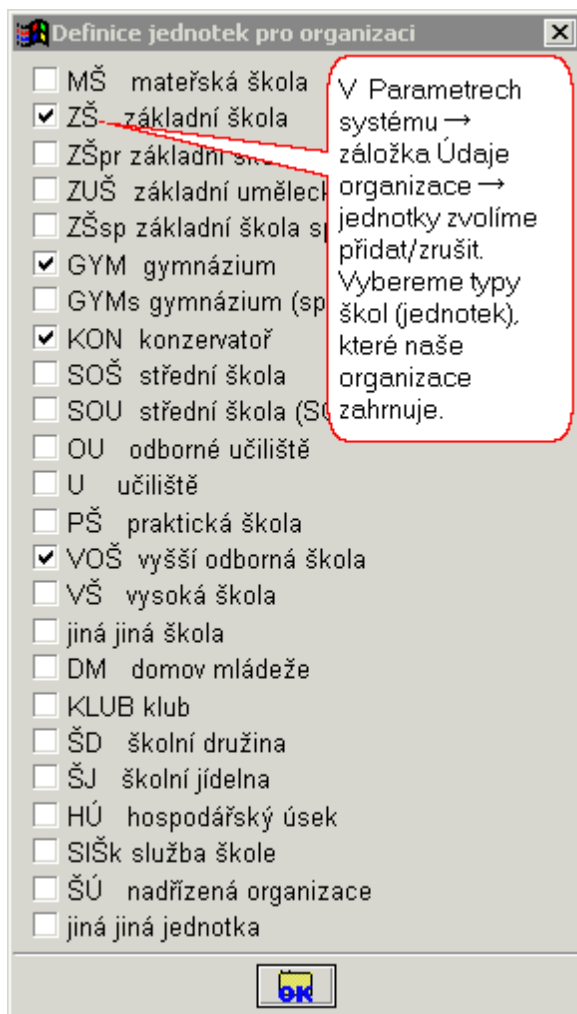 Definice jednotek pro organizaci
MŠ mateřská škola
ZŠ základní škola
ZŠpr základní
ZUŠ základní umělec
ZŠsp základní škola
GYM gymnázium
GYMs gymnázium (sp
KON konzervatoř
SOŠ střední škola
SOU střední škola
OU odborné učiliště
U učiliště
PŠ praktická škola
VOŠ vyšší odborná škola
VŠ vysoká škola
jiná jiná škola
DM domov mládeže
KLUB klub
ŠD školní družina
ŠJ školní jídelna
HÚ hospodářský úsek
SlŠk služba škole
ŠÚ nadřízená organizace
jiná jiná jednotka
V Parametrech
systému →
záložka Údaje
organizace →
jednotky zvolíme
přidat/zrušit.
Vybereme typy
škol (jednotek),
které naše
organizace
zahrnuje.
OK